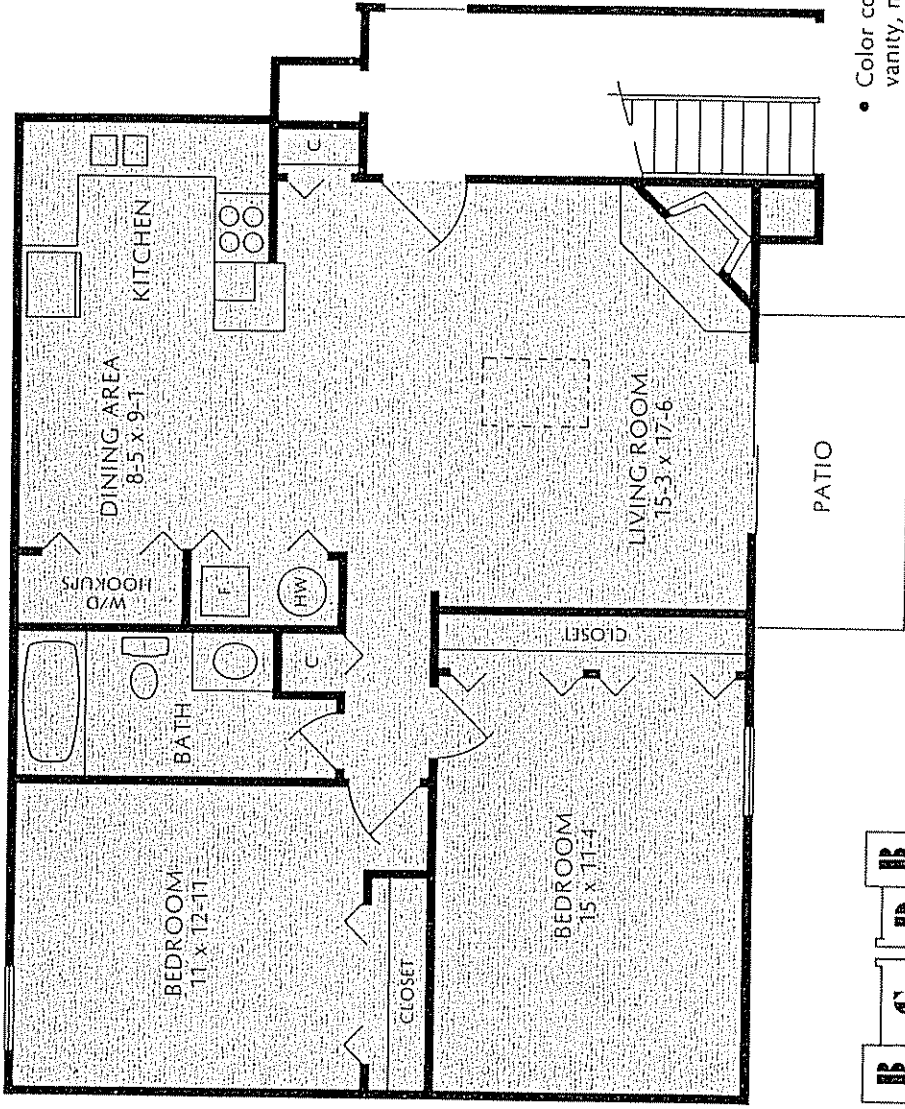 KITCHEN
DINING AREA
8-5 x 9-1
W/D
HOOKUPS
F
HW
C
C
BATH
BEDROOM
11 x 12-11
CLOSET
LIVING ROOM
15-3 x 17-6
CLOSET
BEDROOM
15 x 11-4
PATIO
• Color co
vanity, r
B
C
B
B